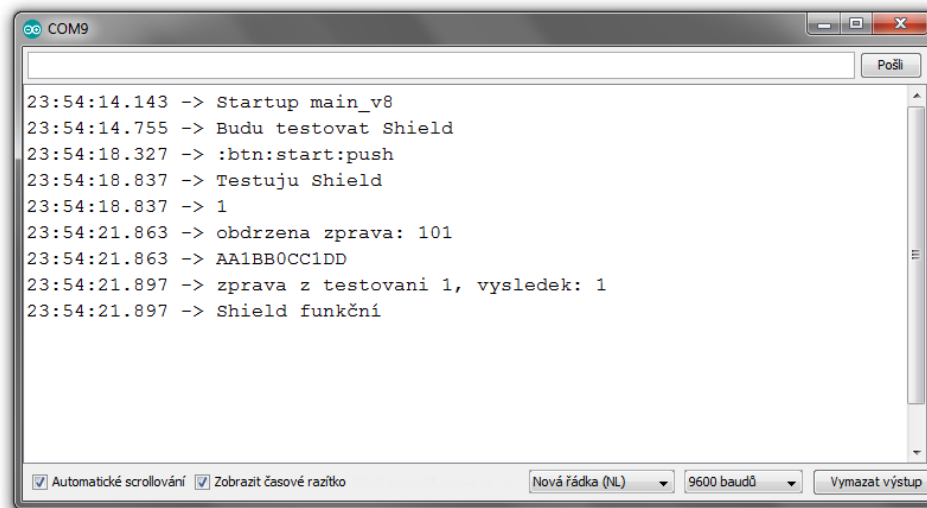 COM9
Pošli
23:54:14.143 -> Startup main_v8
23:54:14.755 -> Budu testovat Shield
23:54:18.327 -> :btn:start:push
23:54:18.837 -> Testuju Shield
23:54:18.837 -> 1
23:54:21.863 -> obdrzena zprava: 101
23:54:21.863 -> AA1BB0CC1DD
23:54:21.897 -> zprava z testovani 1, vysledek: 1
23:54:21.897 -> Shield funkční
Automatické scrollování Zobrazit časové razítko Nová řádka (NL) 9600 baudů Vymazat výstup